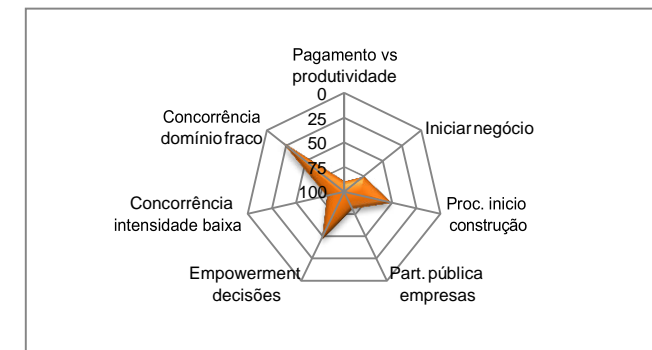 Pagamento vs
produtividade
0
25
50
75
100
Iniciar negócio
Proc. inicio
construção
Part. pública
empresas
Empowerment
decisões
Concorrência
intensidade baixa
Concorrência
domínio fraco